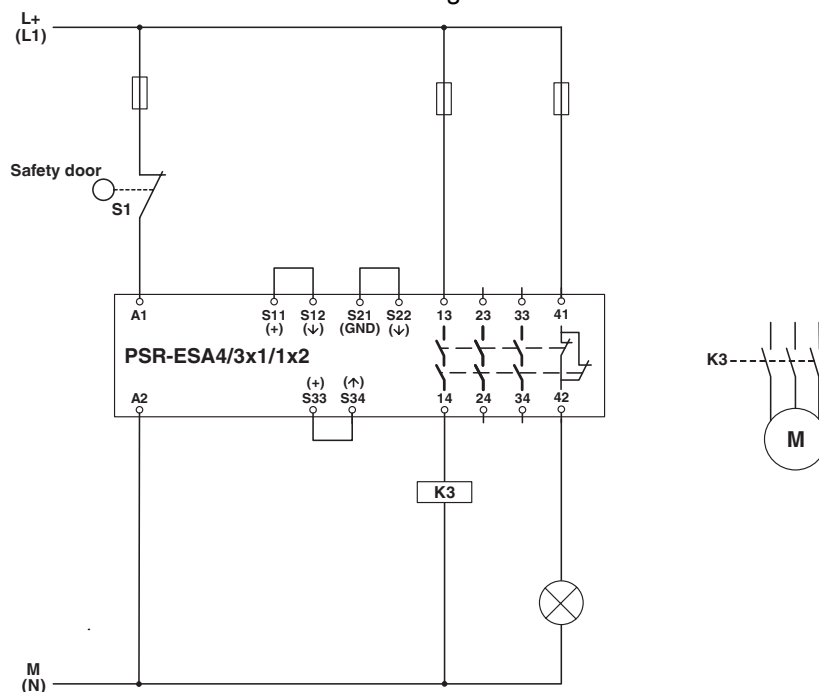 L+
(L1)
Safety door
S1
A1 S11 S12 S21 S22 13 23 33 41
(+) (↓) (GND) (↓)
PSR-ESA4/3x1/1x2
K3
(+) (↑)
A2 S33 S34 14 24 34 42
M
K3
M
(N)